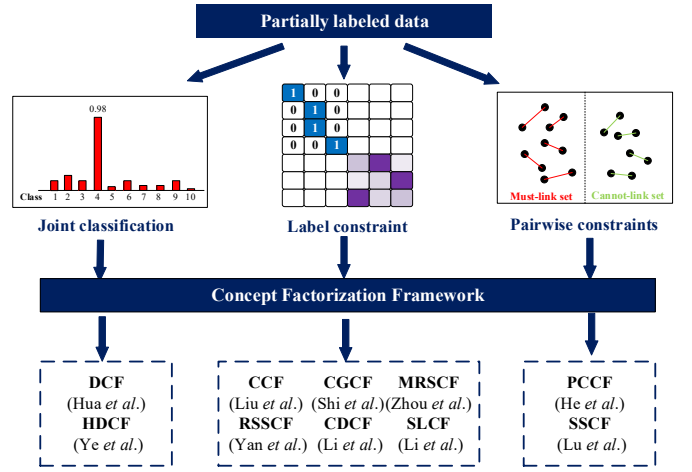 Partially labeled data
0.98
Class 1 2 3 4 5 6 7 8 9 10
1 0 0
0 1 0
0 1 0
0 0 1
Must-link set
Cannot-link set
Joint classification
Label constraint
Pairwise constraints
Concept Factorization Framework
DCF
(Hua et al.)
HDCF
(Ye et al.)
CCF CGCF MRSCF
(Liu et al.) (Shi et al.) (Zhou et al.)
RSSCF CDCF SLCF
(Yan et al.) (Li et al.) (Li et al.)
PCCF
(He et al.)
SSCF
(Lu et al.)